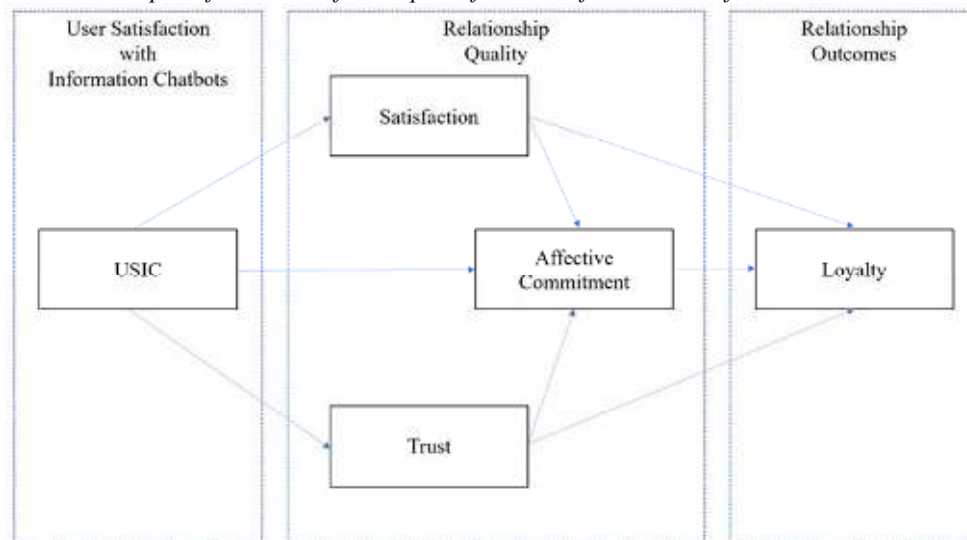 User Satisfaction
with
Information Chatbots
Relationship
Quality
Relationship
Outcomes
Satisfaction
USIC
Affective
Commitment
Loyalty
Trust